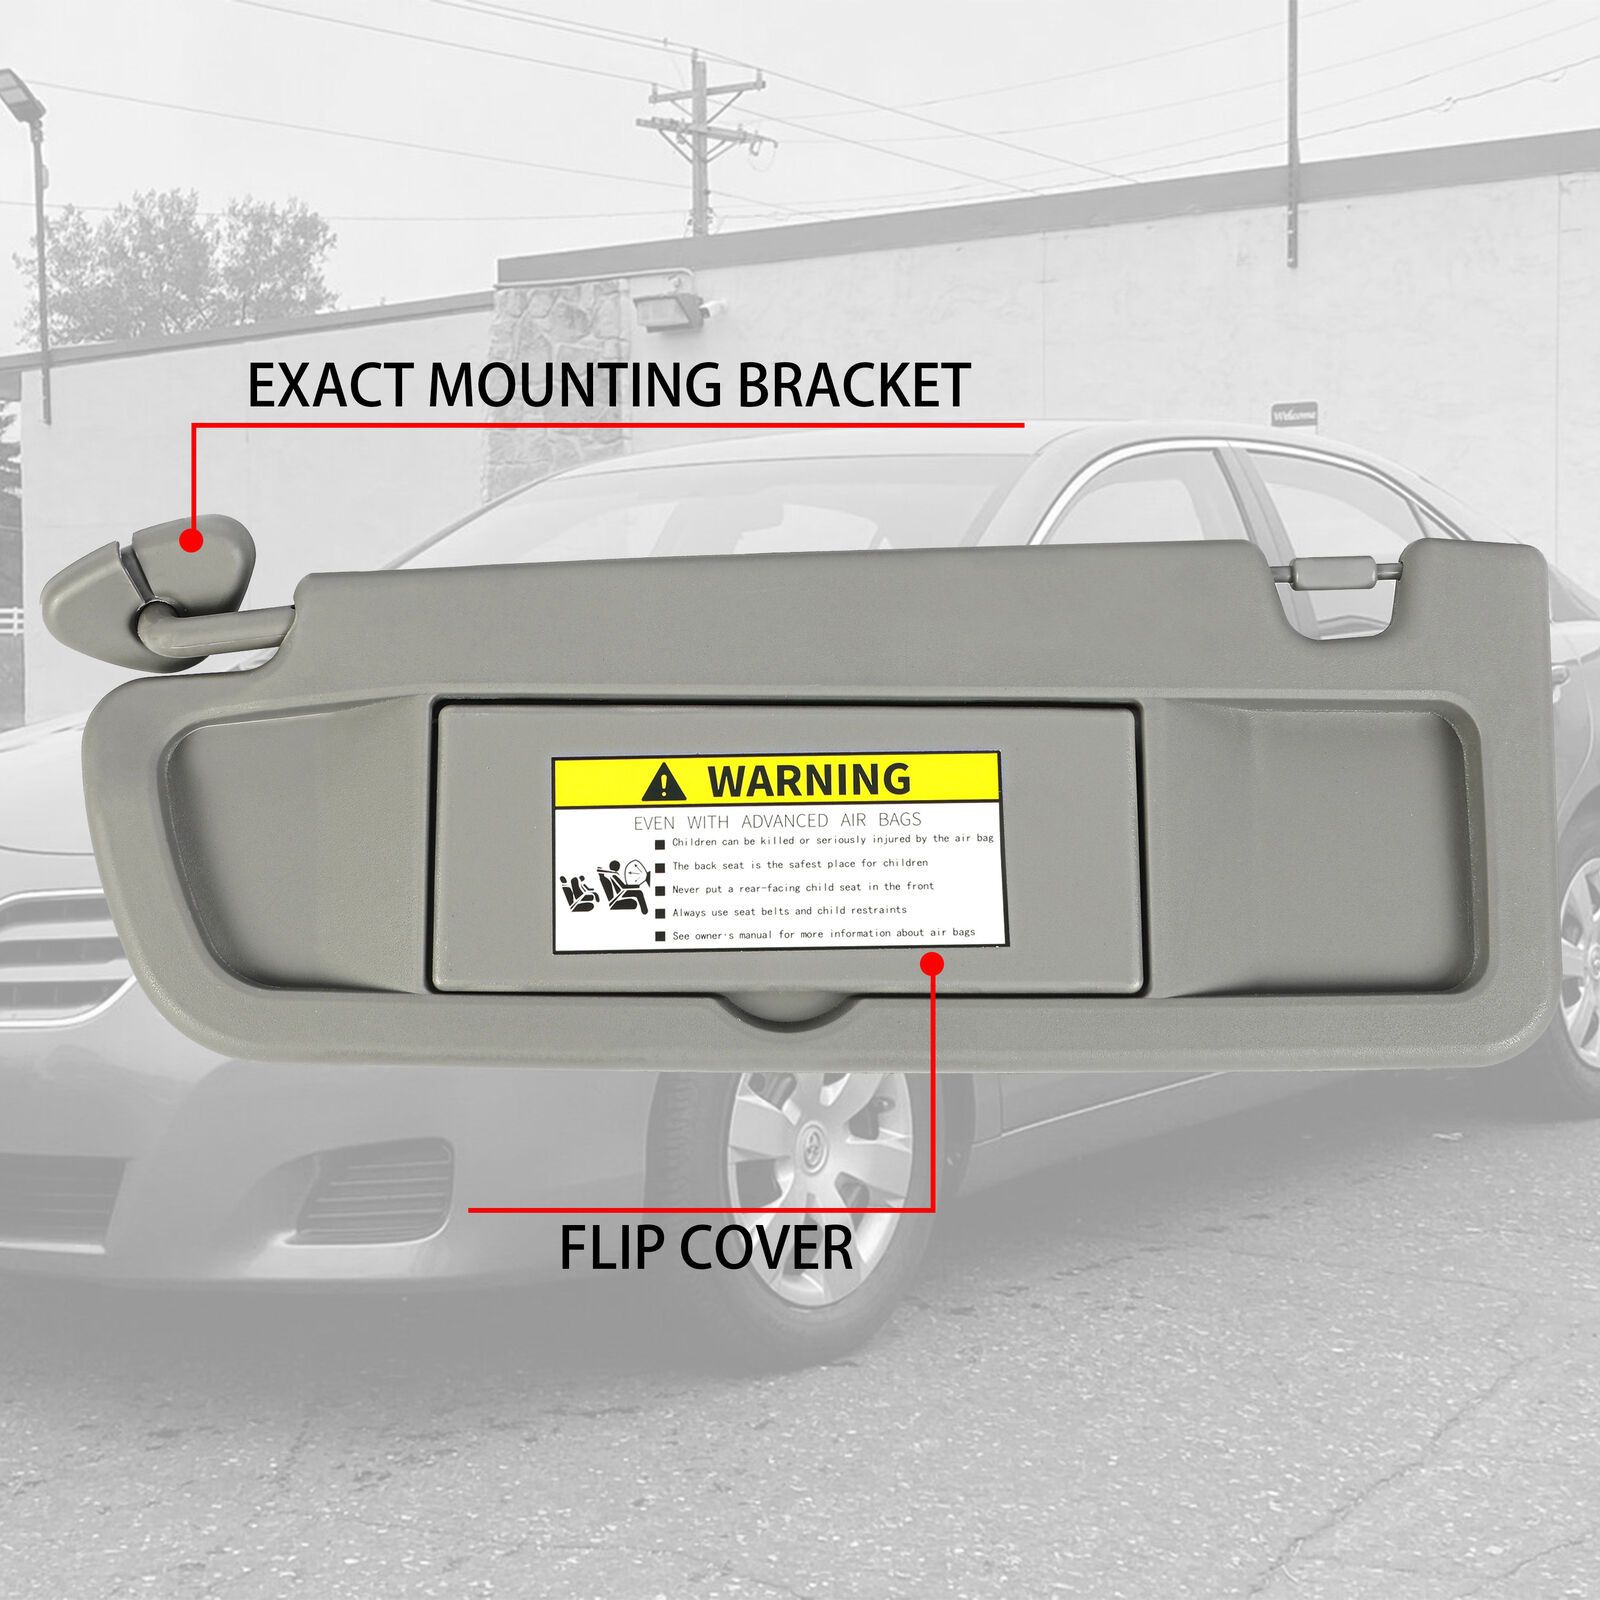 Welcome
EXACT MOUNTING BRACKET
WARNING
EVEN WITH ADVANCED AIR BAGS
■ Children can be killed or seriously injured by the air bag
■ The back seat is the safest place for children
■ Never put a rear-facing child seat in the front
■ Always use seat belts and child restraints
■ See owner's manual for more information about air bags
FLIP COVER